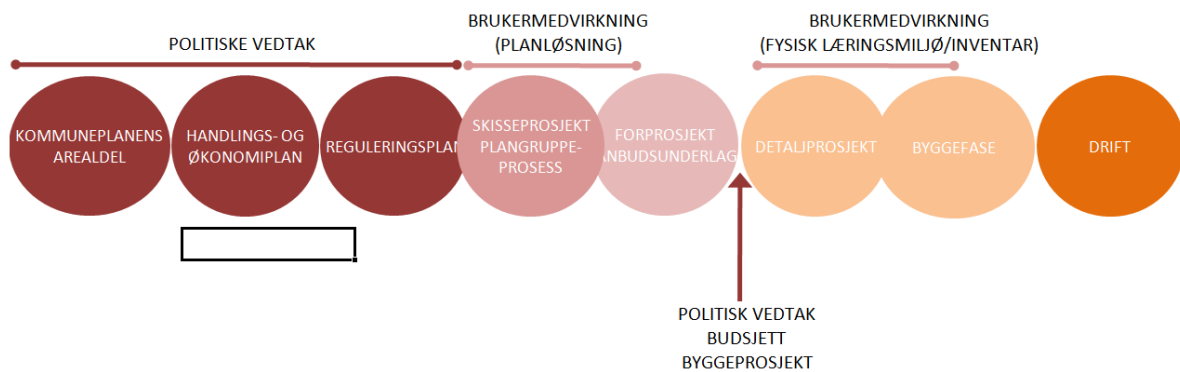 POLITISKE VEDTAK
BRUKERMEDVIRKNING
(PLANLØSNING)
BRUKERMEDVIRKNING
(FYSISK LÆRINGSMILJØ/INVENTAR)
KOMMUNEPLANENS
AREALDEL
HANDLINGS- OG
ØKONOMIPLAN
REGULERINGSPLAN
SKISSEPROSJEKT
PLANGRUPPE-
PROSESS
FORPROSJEKT
ANBUDSUNDERLAG
DETALJPROSJEKT
BYGGEFASE
DRIFT
POLITISK VEDTAK
BUDSJETT
BYGGEPROSJEKT